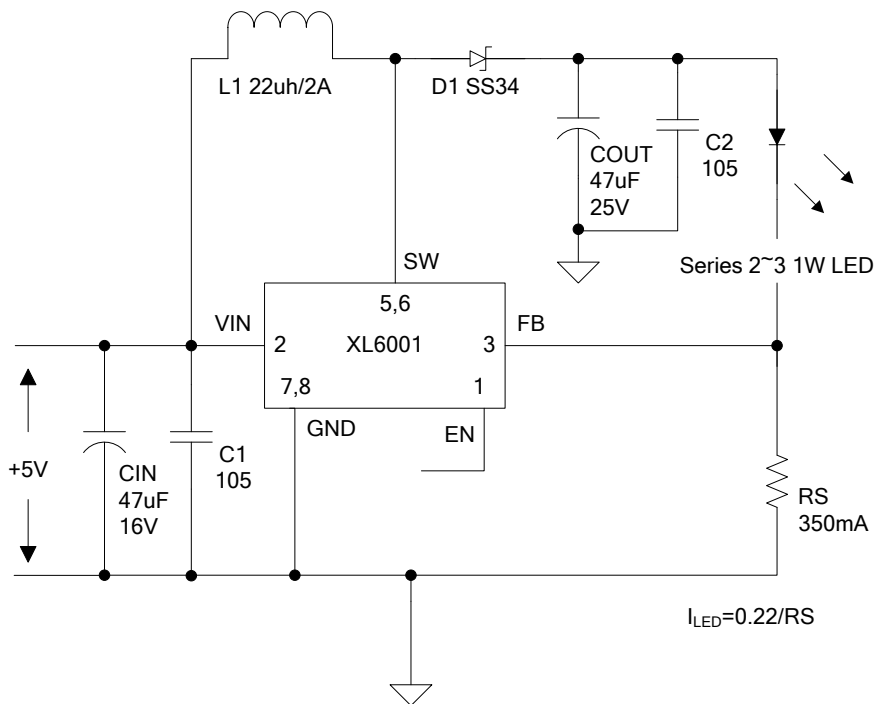 L1 22uh/2A
D1 SS34
COUT
47uF
25V
C2
105
SW
Series 2~3 1W LED
5,6
VIN
FB
2
XL6001
3
7,8
1
GND
EN
+5V
CIN
47uF
16V
C1
105
RS
350mA
I_LED=0.22/RS